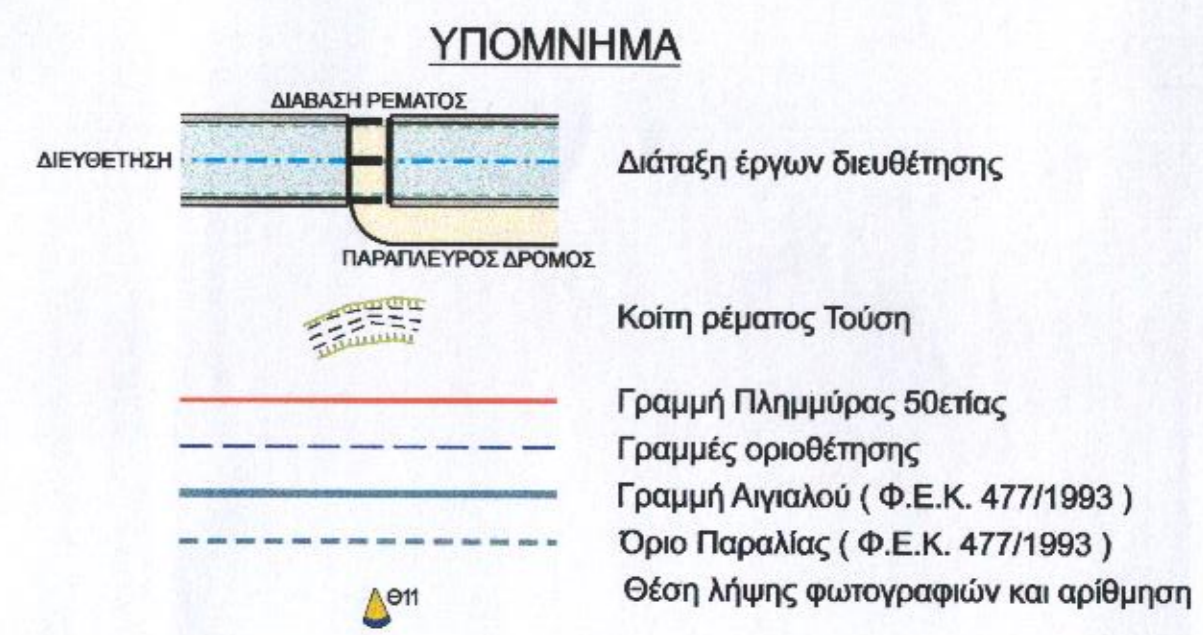 ΥΠΟΜΝΗΜΑ
ΔΙΑΒΑΣΗ ΡΕΜΑΤΟΣ
ΔΙΕΥΘΕΤΗΣΗ
Διάταξη έργων διευθέτησης
ΠΑΡΑΠΛΕΥΡΟΣ ΔΡΟΜΟΣ
Κοίτη ρέματος Τούση
Γραμμή Πλημμύρας 50ετίας
Γραμμές οριοθέτησης
Γραμμή Αιγιαλού ( Φ.Ε.Κ. 477/1993 )
Όριο Παραλίας ( Φ.Ε.Κ. 477/1993 )
Θ11
Θέση λήψης φωτογραφιών και αρίθμηση